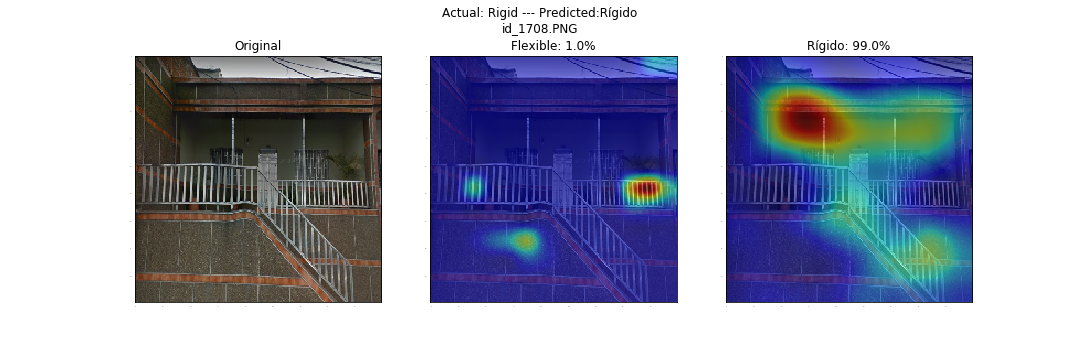 Actual: Rigid --- Predicted:Rígido
id_1708.PNG
Original
Flexible: 1.0%
Rígido: 99.0%